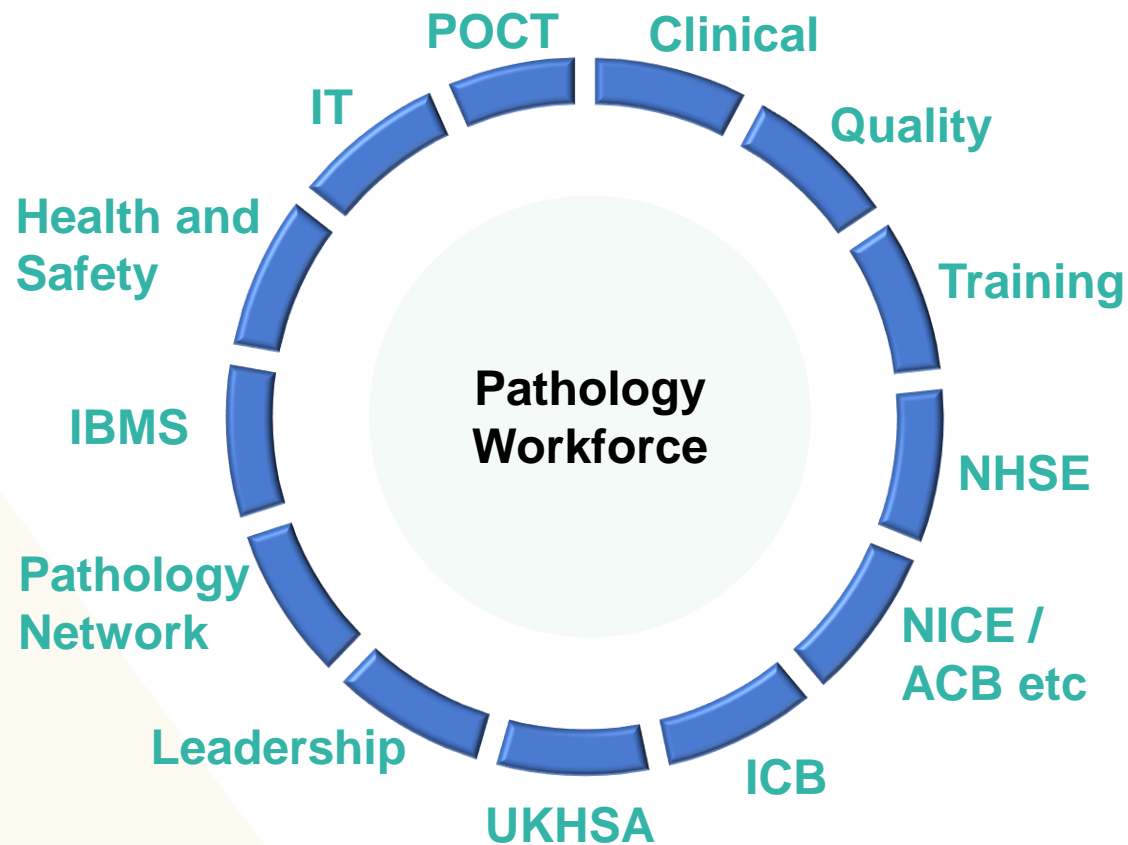 POCT
Clinical
IT
Quality
Health and
Safety
Training
Pathology
Workforce
IBMS
NHSE
Pathology
Network
NICE /
ACB etc
Leadership
ICB
UKHSA